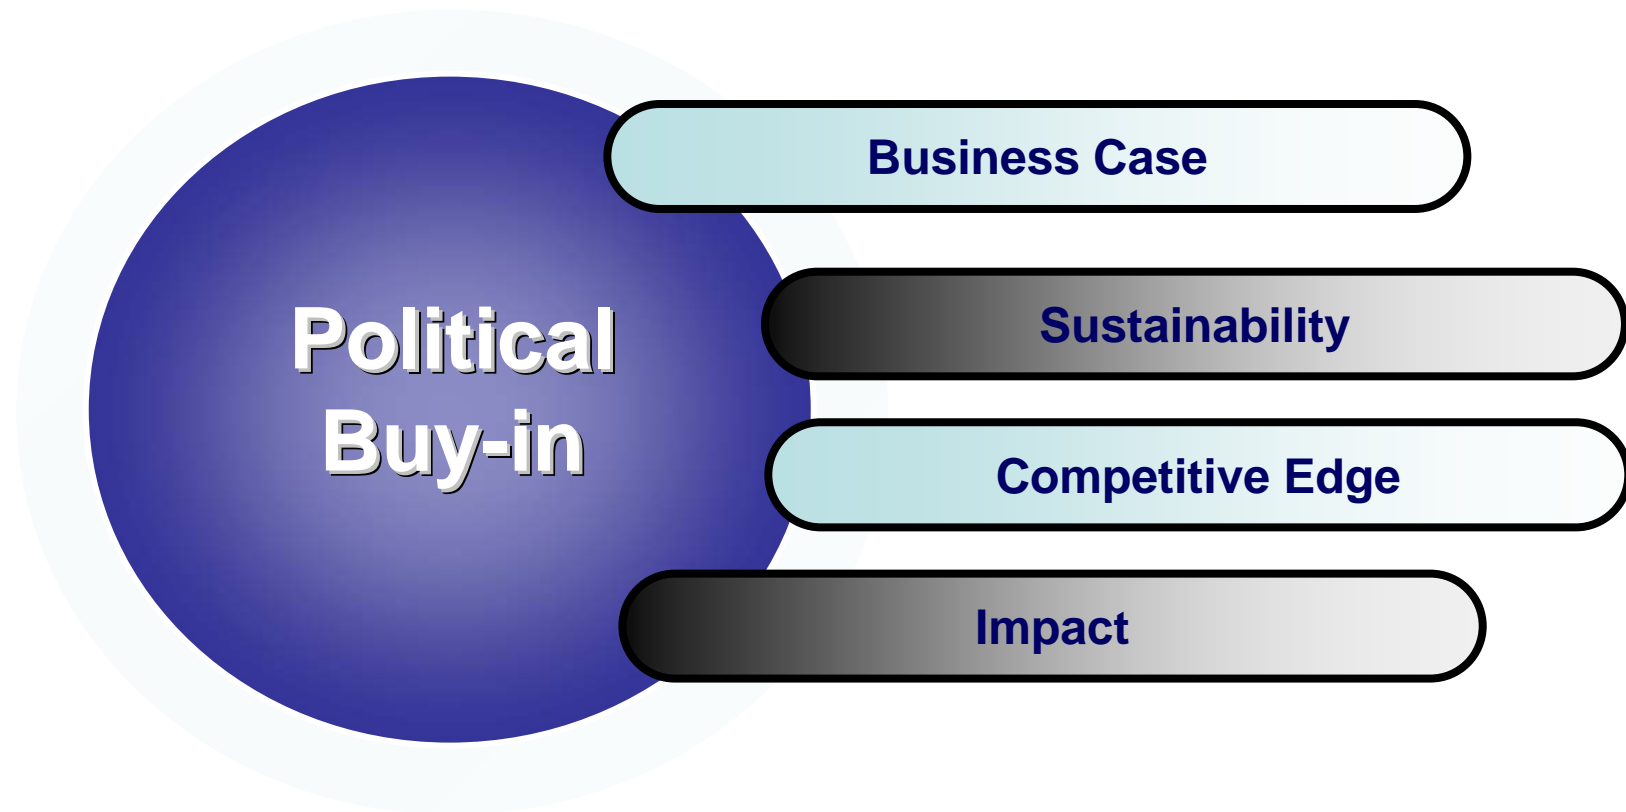 Political
Buy-in
Business Case
Sustainability
Competitive Edge
Impact